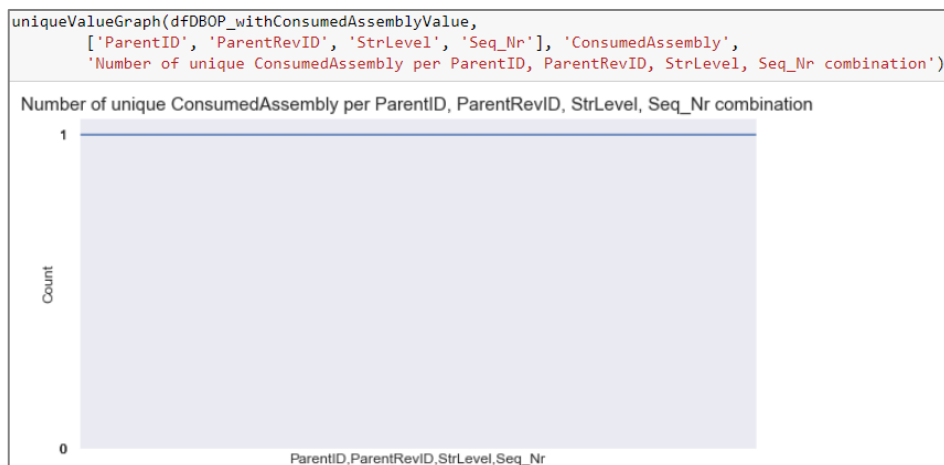 uniqueValueGraph(dfDBOP_withConsumedAssemblyValue,
['ParentID', 'ParentRevID', 'StrLevel', 'Seq_Nr'], 'ConsumedAssembly',
'Number of unique ConsumedAssembly per ParentID, ParentRevID, StrLevel, Seq_Nr combination')
Number of unique ConsumedAssembly per ParentID, ParentRevID, StrLevel, Seq_Nr combination
1
Count
0
ParentID,ParentRevID,StrLevel,Seq_Nr